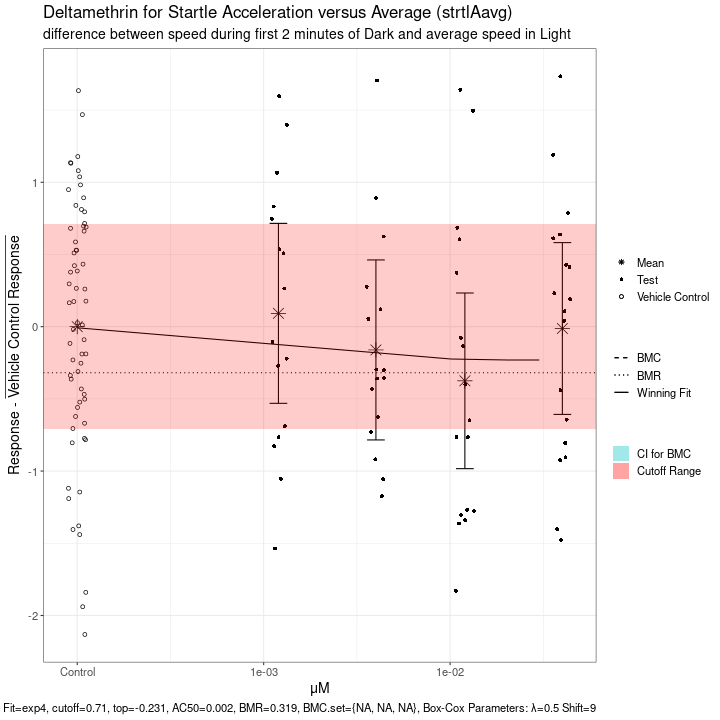 Deltamethrin for Startle Acceleration versus Average (strtlAavg)
difference between speed during first 2 minutes of Dark and average speed in Light
Response - Vehicle Control Response
1
0
-1
-2
Control
1e-03
1e-02
μM
Mean
Test
Vehicle Control
BMC
BMR
Winning Fit
CI for BMC
Cutoff Range
Fit=exp4, cutoff=0.71, top=-0.231, AC50=0.002, BMR=0.319, BMC.set={NA, NA, NA}, Box-Cox Parameters: λ=0.5 Shift=9